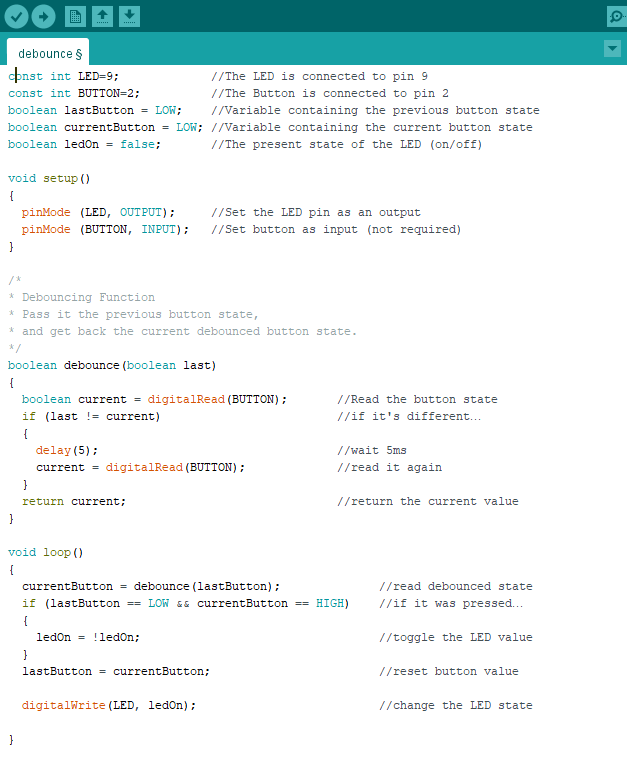 debounce §
const int LED=9; //The LED is connected to pin 9
const int BUTTON=2; //The Button is connected to pin 2
boolean lastButton = LOW; //Variable containing the previous button state
boolean currentButton = LOW; //Variable containing the current button state
boolean ledOn = false; //The present state of the LED (on/off)
void setup()
{
pinMode (LED, OUTPUT); //Set the LED pin as an output
pinMode (BUTTON, INPUT); //Set button as input (not required)
}
/*
* Debouncing Function
* Pass it the previous button state,
* and get back the current debounced button state.
*/
boolean debounce(boolean last)
{
boolean current = digitalRead(BUTTON); //Read the button state
if (last != current) //if it's different…
{
delay(5); //wait 5ms
current = digitalRead(BUTTON); //read it again
}
return current; //return the current value
}
void loop()
{
currentButton = debounce(lastButton); //read debounced state
if (lastButton == LOW && currentButton == HIGH) //if it was pressed…
{
ledOn = !ledOn; //toggle the LED value
}
lastButton = currentButton; //reset button value
digitalWrite(LED, ledOn); //change the LED state
}